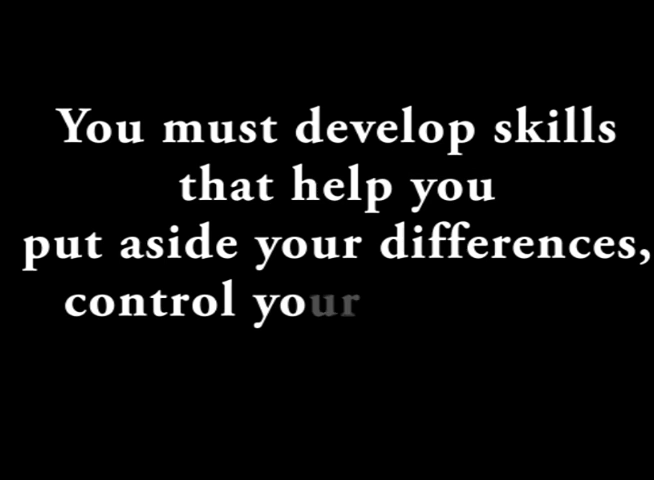 You must develop skills
that help you
put aside your differences,
control your